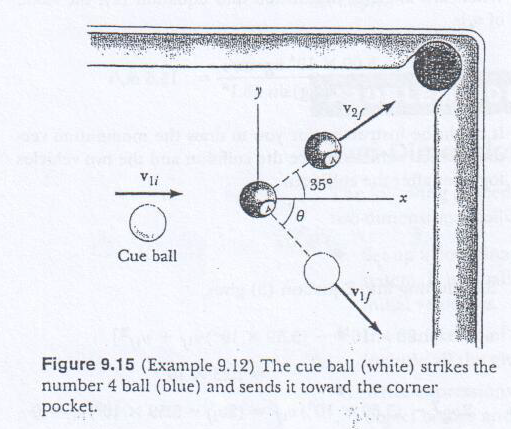 y
v2f
35°
x
v1i
θ
Cue ball
v1f
Figure 9.15 (Example 9.12) The cue ball (white) strikes the
number 4 ball (blue) and sends it toward the corner
pocket.